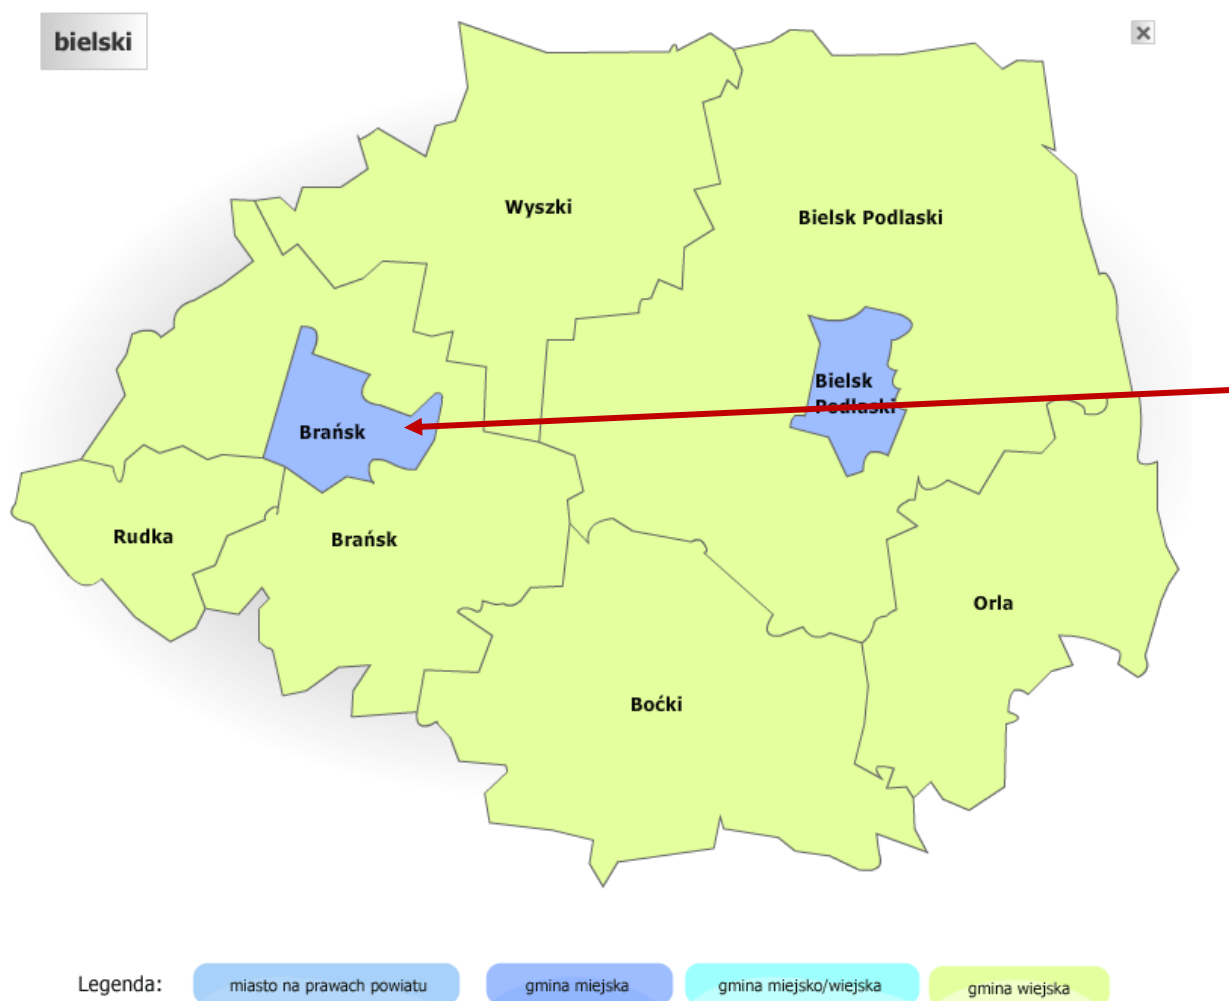 bielski
Wyszki
Bielsk Podlaski
Bielsk
Podlaski
Brańsk
Rudka
Brańsk
Orla
Boćki
Legenda:
miasto na prawach powiatu
gmina miejska
gmina miejsko/wiejska
gmina wiejska